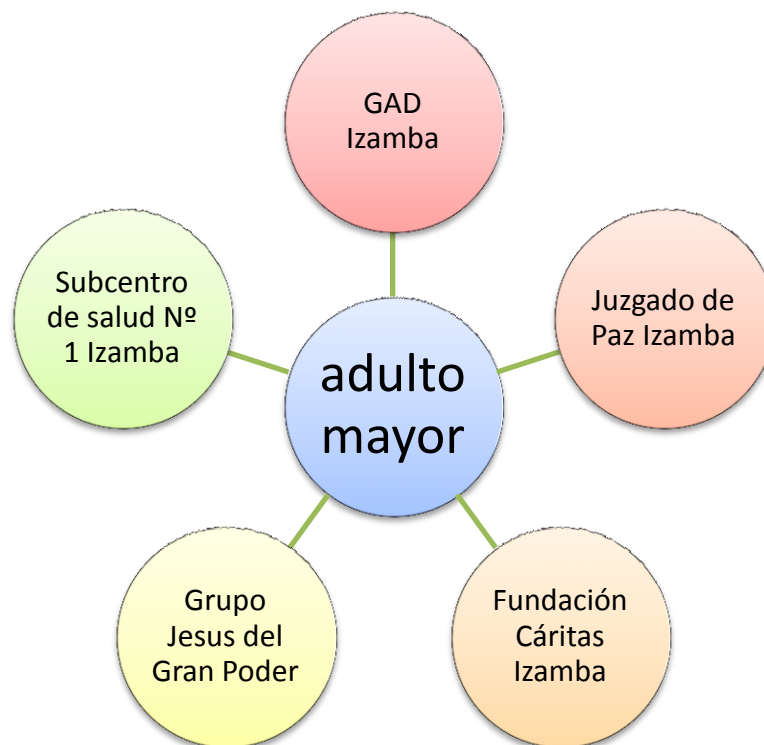 GAD
Izamba
Subcentro
de salud Nº
1 Izamba
Juzgado de
Paz Izamba
adulto
mayor
Grupo
Jesus del
Gran Poder
Fundación
Cáritas
Izamba